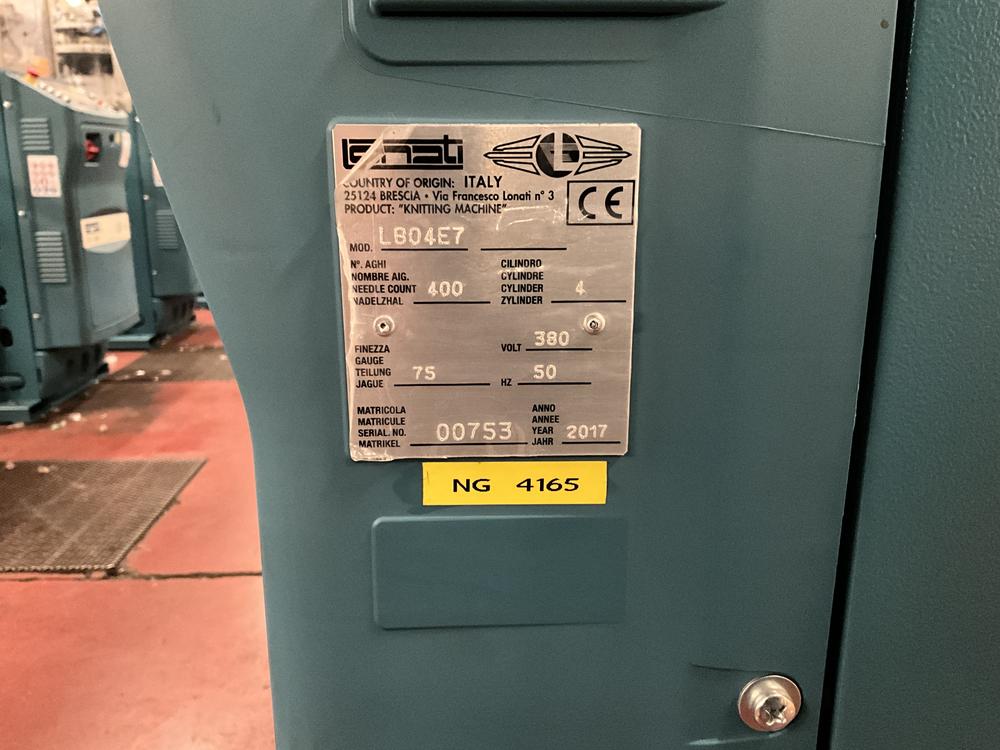 Lonati
COUNTRY OF ORIGIN: ITALY
25124 BRESCIA • Via Francesco Lonati n° 3
PRODUCT: "KNITTING MACHINE"
CE
MOD. LB04E7
N°. AGHI
NOMBRE AIG.
NEEDLE COUNT 400
NADELZHAL
CILINDRO
CYLINDRE
CYLINDER 4
ZYLINDER
FINEZZA
GAUGE
TEILUNG 75
JAGUE
VOLT 380
HZ 50
MATRICOLA
MATRICULE
SERIAL. NO. 00753
MATRIKEL
ANNO
ANNEE
YEAR 2017
JAHR
NG 4165